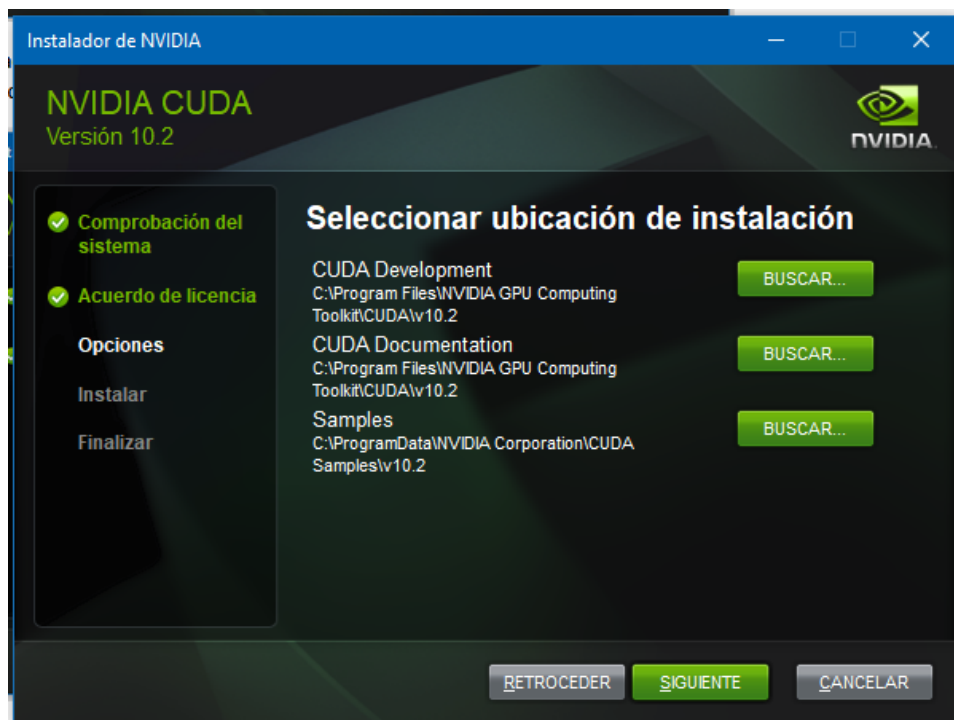 Instalador de NVIDIA
NVIDIA CUDA
Versión 10.2
NVIDIA.
Comprobación del
sistema
Acuerdo de licencia
Opciones
Instalar
Finalizar
Seleccionar ubicación de instalación
CUDA Development
C:\Program Files\NVIDIA GPU Computing
Toolkit\CUDA\v10.2
BUSCAR...
CUDA Documentation
C:\Program Files\NVIDIA GPU Computing
Toolkit\CUDA\v10.2
BUSCAR...
Samples
C:\ProgramData\NVIDIA Corporation\CUDA
Samples\v10.2
BUSCAR...
RETROCEDER
SIGUIENTE
CANCELAR